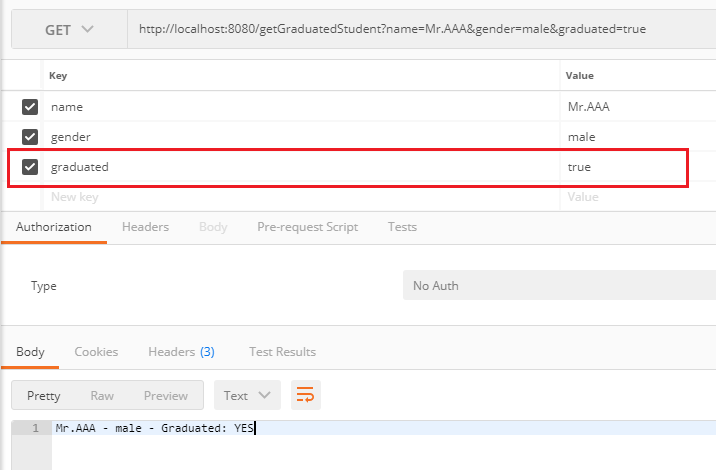 GET http://localhost:8080/getGraduatedStudent?name=Mr.AAA&gender=male&graduated=true
Key Value
name Mr.AAA
gender male
graduated true
New key Value
Authorization Headers Body Pre-request Script Tests
Type No Auth
Body Cookies Headers (3) Test Results
Pretty Raw Preview Text
1 Mr.AAA - male - Graduated: YES